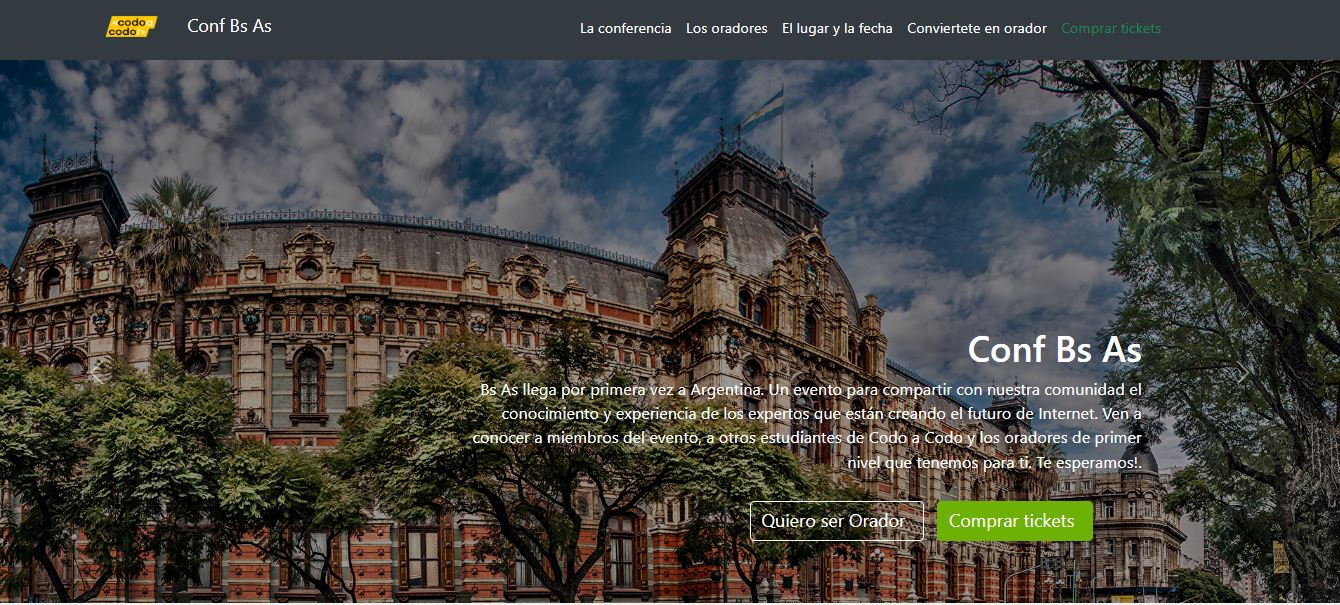 <codo a
codo/>
Conf Bs As
La conferencia
Los oradores
El lugar y la fecha
Conviertete en orador
Comprar tickets
Conf Bs As
Bs As llega por primera vez a Argentina. Un evento para compartir con nuestra comunidad el
conocimiento y experiencia de los expertos que están creando el futuro de Internet. Ven a
conocer a miembros del evento, a otros estudiantes de Codo a Codo y los oradores de primer
nivel que tenemos para ti. Te esperamos!.
Quiero ser Orador
Comprar tickets